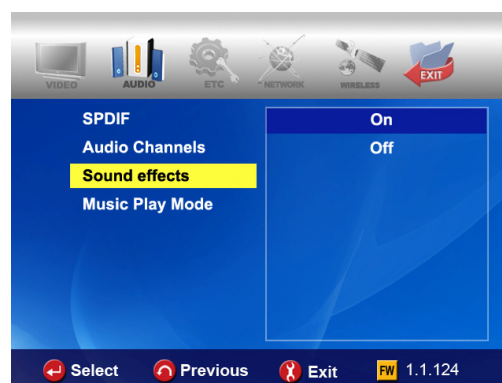 VIDEO AUDIO ETC NETWORK WIRELESS EXIT
SPDIF On
Audio Channels Off
Sound effects
Music Play Mode
Select Previous Exit FW 1.1.124